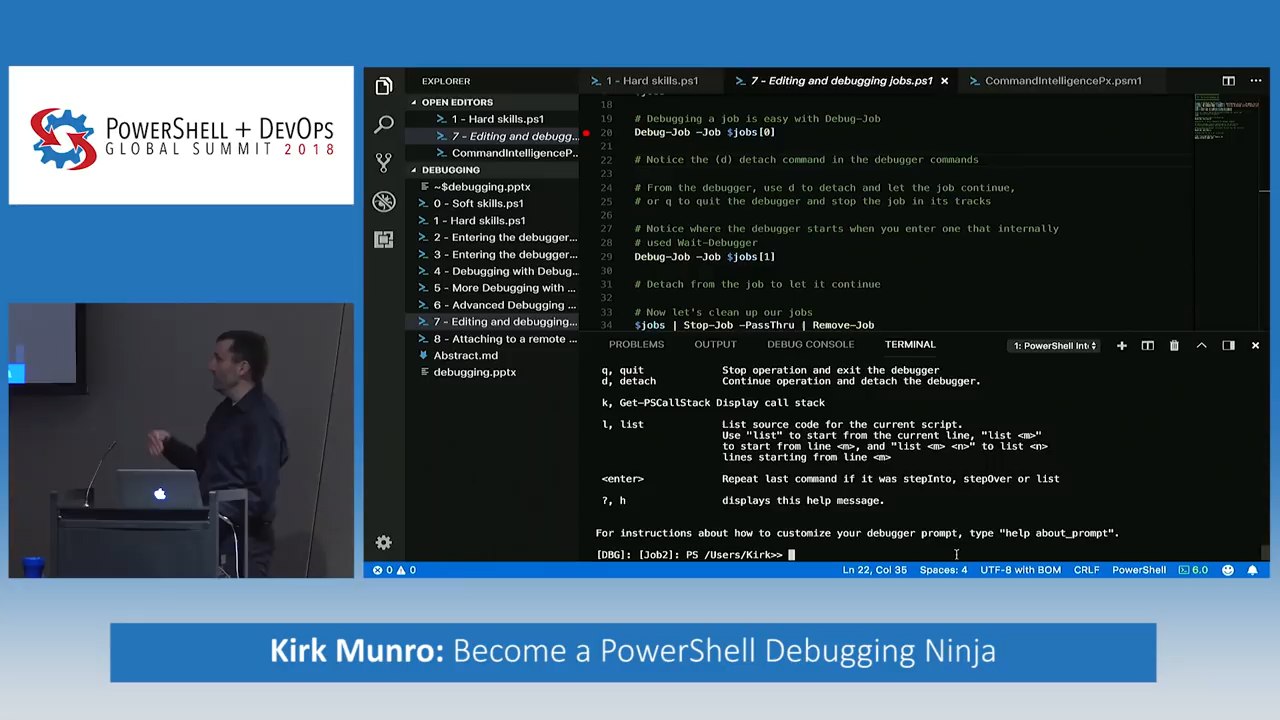 PowerShell + DevOps
GLOBAL SUMMIT 2018
EXPLORER
OPEN EDITORS
1 - Hard skills.ps1
7 - Editing and debugg...
CommandIntelligenceP...
DEBUGGING
~$debugging.pptx
0 - Soft skills.ps1
1 - Hard skills.ps1
2 - Entering the debugger...
3 - Entering the debugger...
4 - Debugging with Debug...
5 - More Debugging with ...
6 - Advanced Debugging ...
7 - Editing and debugging...
8 - Attaching to a remote ...
Abstract.md
debugging.pptx
1 - Hard skills.ps1
7 - Editing and debugging jobs.ps1
CommandIntelligencePx.psm1
18
19 # Debugging a job is easy with Debug-Job
20 Debug-Job -Job $jobs[0]
21
22 # Notice the (d) detach command in the debugger commands
23
24 # From the debugger, use d to detach and let the job continue,
25 # or q to quit the debugger and stop the job in its tracks
26
27 # Notice where the debugger starts when you enter one that internally
28 # used Wait-Debugger
29 Debug-Job -Job $jobs[1]
30
31 # Detach from the job to let it continue
32
33 # Now let's clean up our jobs
34 $jobs | Stop-Job -PassThru | Remove-Job
PROBLEMS
OUTPUT
DEBUG CONSOLE
TERMINAL
1: PowerShell Int
q, quit Stop operation and exit the debugger
d, detach Continue operation and detach the debugger.
k, Get-PSCallStack Display call stack
l, list List source code for the current script.
Use "list" to start from the current line, "list <m>"
to start from line <m>, and "list <m> <n>" to list <n>
lines starting from line <m>
<enter> Repeat last command if it was stepInto, stepOver or list
?, h displays this help message.
For instructions about how to customize your debugger prompt, type "help about_prompt".
[DBG]: [Job2]: PS /Users/Kirk>>
0 0
Ln 22, Col 35
Spaces: 4
UTF-8 with BOM
CRLF
PowerShell
6.0
Kirk Munro: Become a PowerShell Debugging Ninja